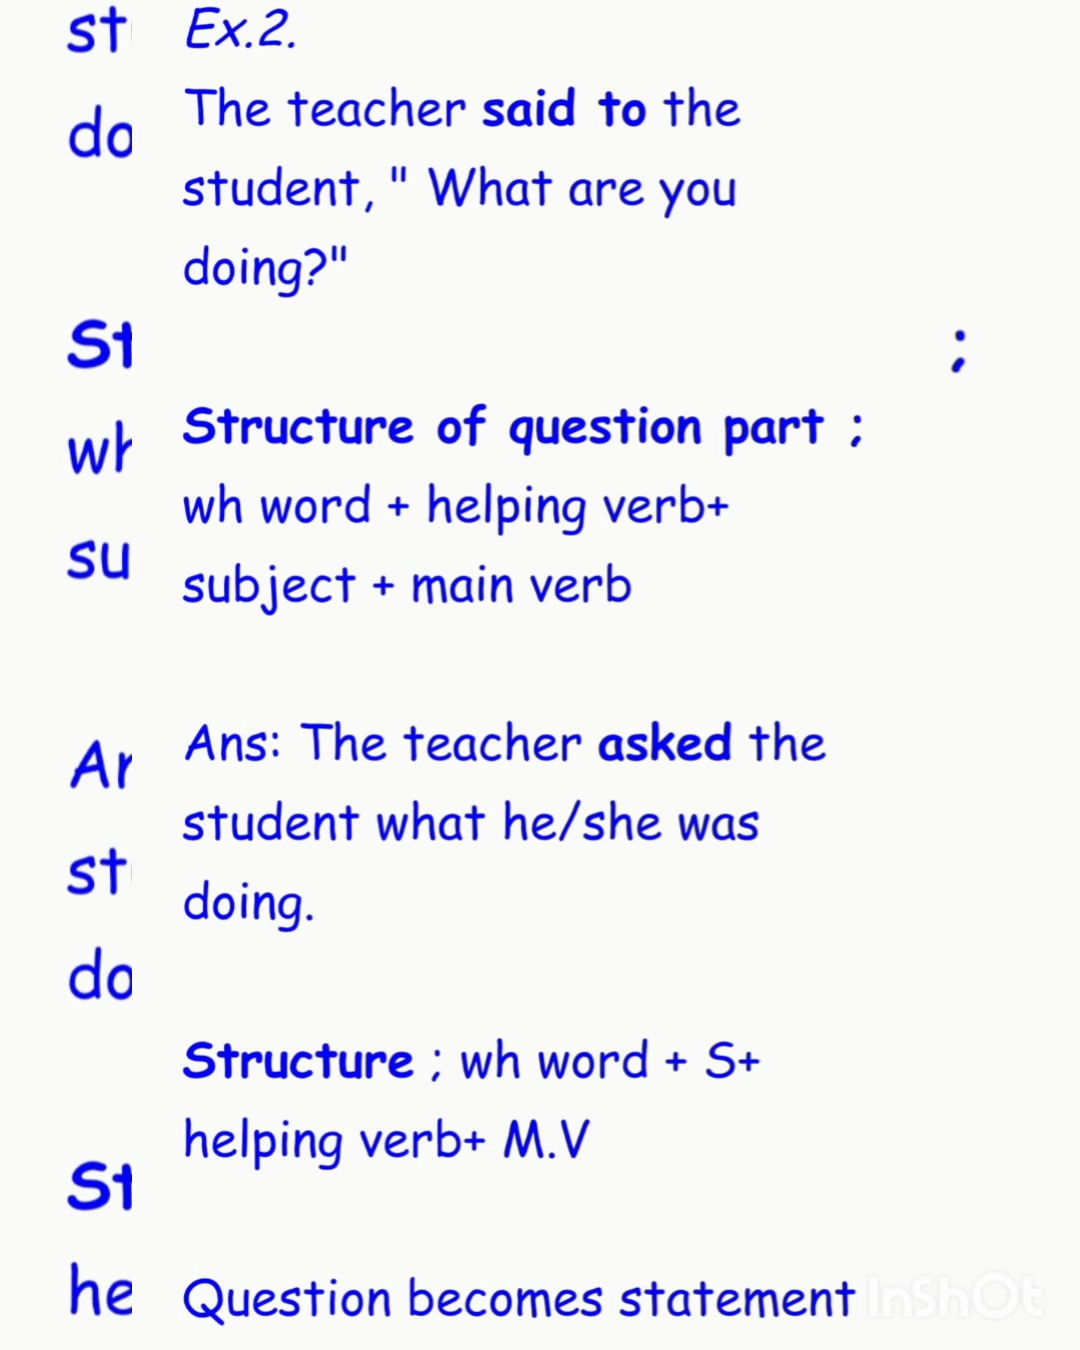 Ex.2.
The teacher said to the
student, " What are you
doing?"
Structure of question part ;
wh word + helping verb+
subject + main verb
Ans: The teacher asked the
student what he/she was
doing.
Structure ; wh word + S+
helping verb+ M.V
Question becomes statement
InShOt